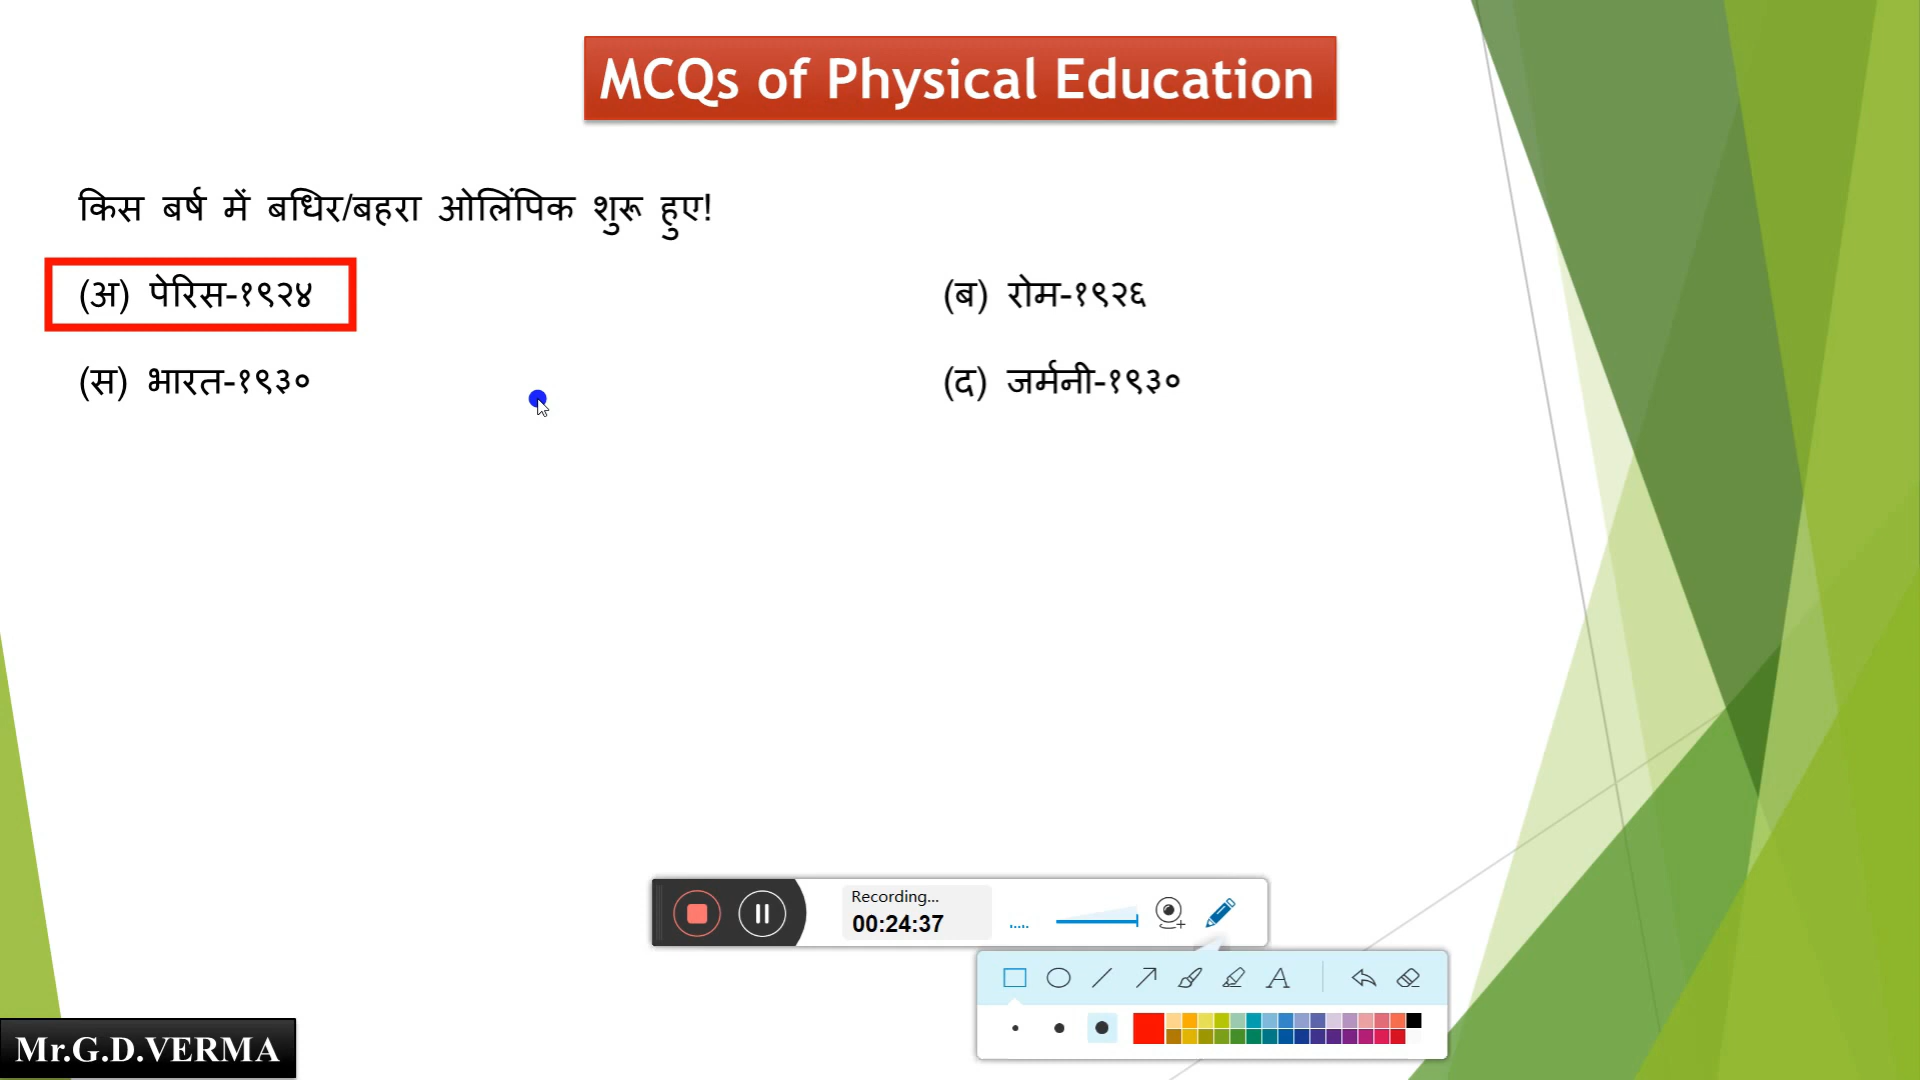 MCQs of Physical Education
किस बर्ष में बधिर/बहरा ओलिंपिक शुरू हुए!
(अ) पेरिस-१९२४
(ब) रोम-१९२६
(स) भारत-१९३०
(द) जर्मनी-१९३०
Recording...
00:24:37
Mr.G.D.VERMA